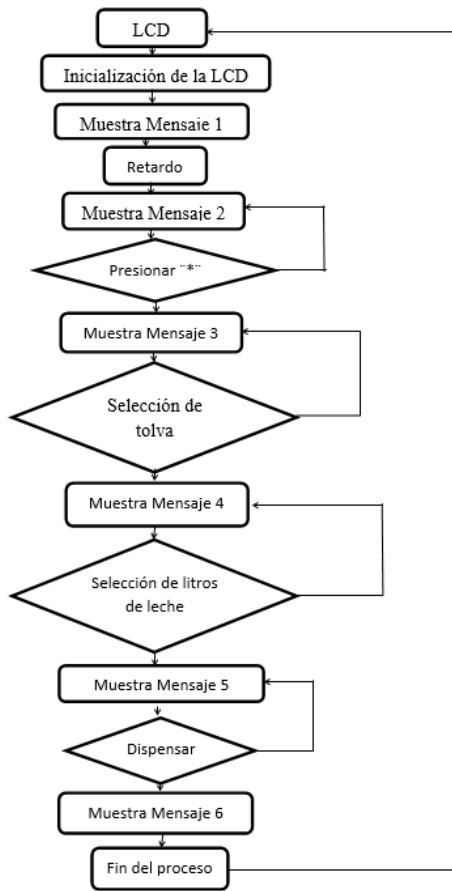 LCD
Inicialización de la LCD
Muestra Mensaje 1
Retardo
Muestra Mensaje 2
Presionar ¨*¨
Muestra Mensaje 3
Selección de
tolva
Muestra Mensaje 4
Selección de litros
de leche
Muestra Mensaje 5
Dispensar
Muestra Mensaje 6
Fin del proceso